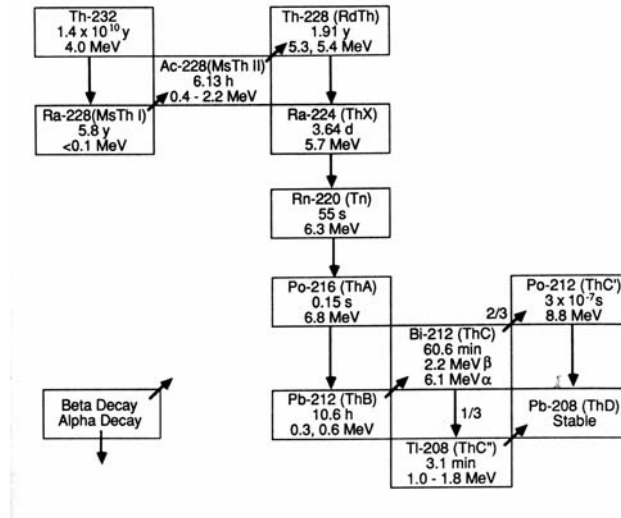 Th-232
1.4 x 10¹⁰ y
4.0 MeV
Th-228 (RdTh)
1.91 y
5.3, 5.4 MeV
Ac-228(MsTh II)
6.13 h
0.4 - 2.2 MeV
Ra-228(MsTh I)
5.8 y
<0.1 MeV
Ra-224 (ThX)
3.64 d
5.7 MeV
Rn-220 (Tn)
55 s
6.3 MeV
Po-216 (ThA)
0.15 s
6.8 MeV
2/3
Po-212 (ThC')
3 x 10⁻⁷s
8.8 MeV
Bi-212 (ThC)
60.6 min
2.2 MeV β
6.1 MeV α
Pb-212 (ThB)
10.6 h
0.3, 0.6 MeV
1/3
Pb-208 (ThD)
Stable
Tl-208 (ThC")
3.1 min
1.0 - 1.8 MeV
Beta Decay
Alpha Decay